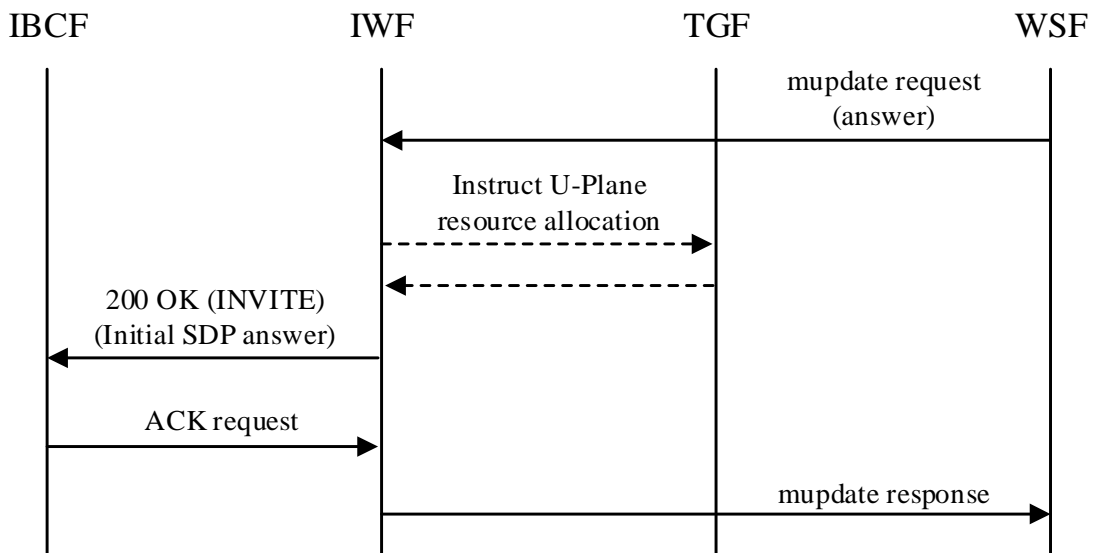 IBCF
IWF
TGF
WSF
mupdate request
(answer)
Instruct U-Plane
resource allocation
200 OK (INVITE)
(Initial SDP answer)
ACK request
mupdate response